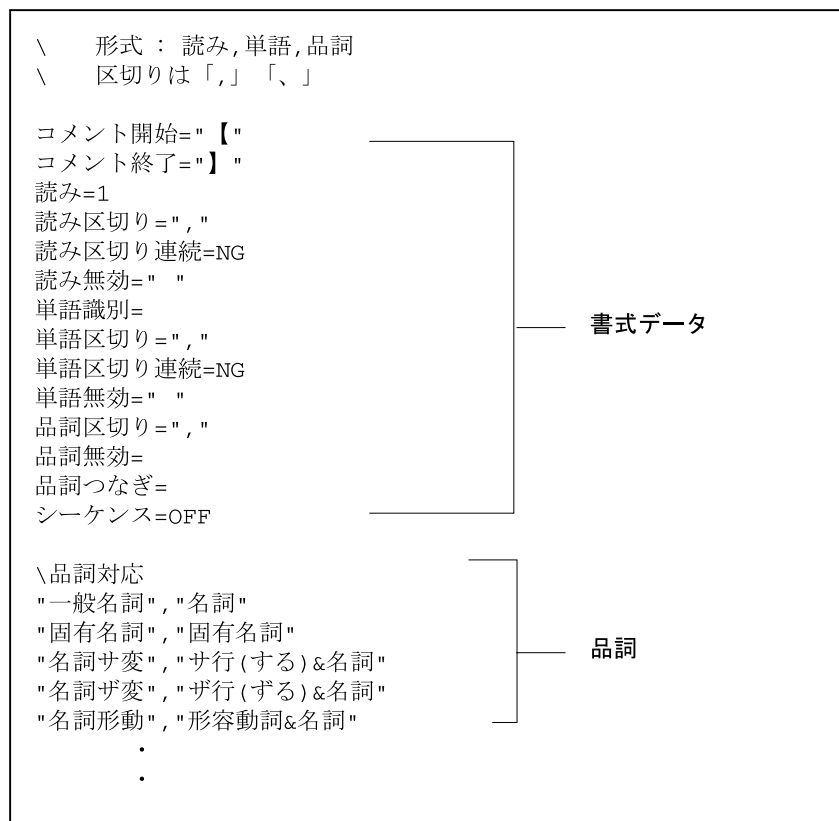 \　　形式 : 読み,単語,品詞
\　　区切りは「,」「、」
コメント開始="【"
コメント終了="】"
読み=1
読み区切り=","
読み区切り連続=NG
読み無効=" "
単語識別=
単語区切り=","
単語区切り連続=NG
単語無効=" "
品詞区切り=","
品詞無効=
品詞つなぎ=
シーケンス=OFF
書式データ
\品詞対応
"一般名詞","名詞"
"固有名詞","固有名詞"
"名詞サ変","サ行(する)&名詞"
"名詞ザ変","ザ行(ずる)&名詞"
"名詞形動","形容動詞&名詞"
・
・
品詞